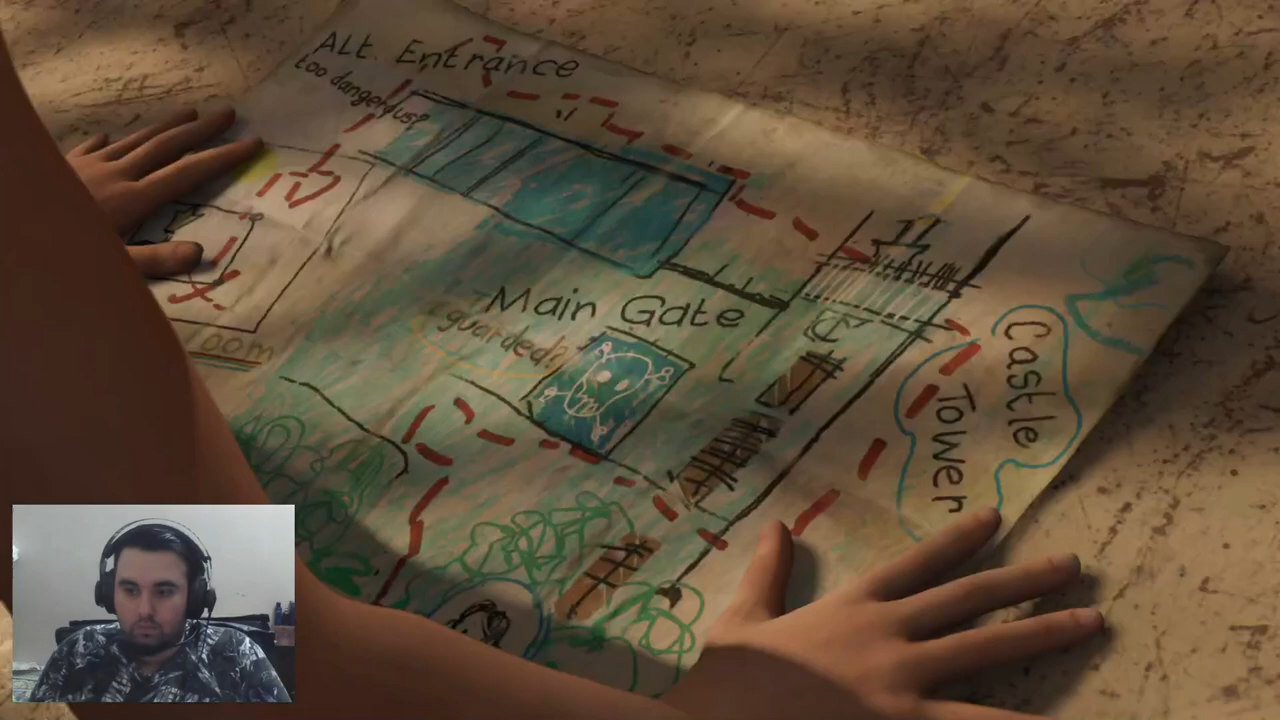 ALt. Entrance
too dangerous?
Main Gate
(guarded?)
Castle
Tower